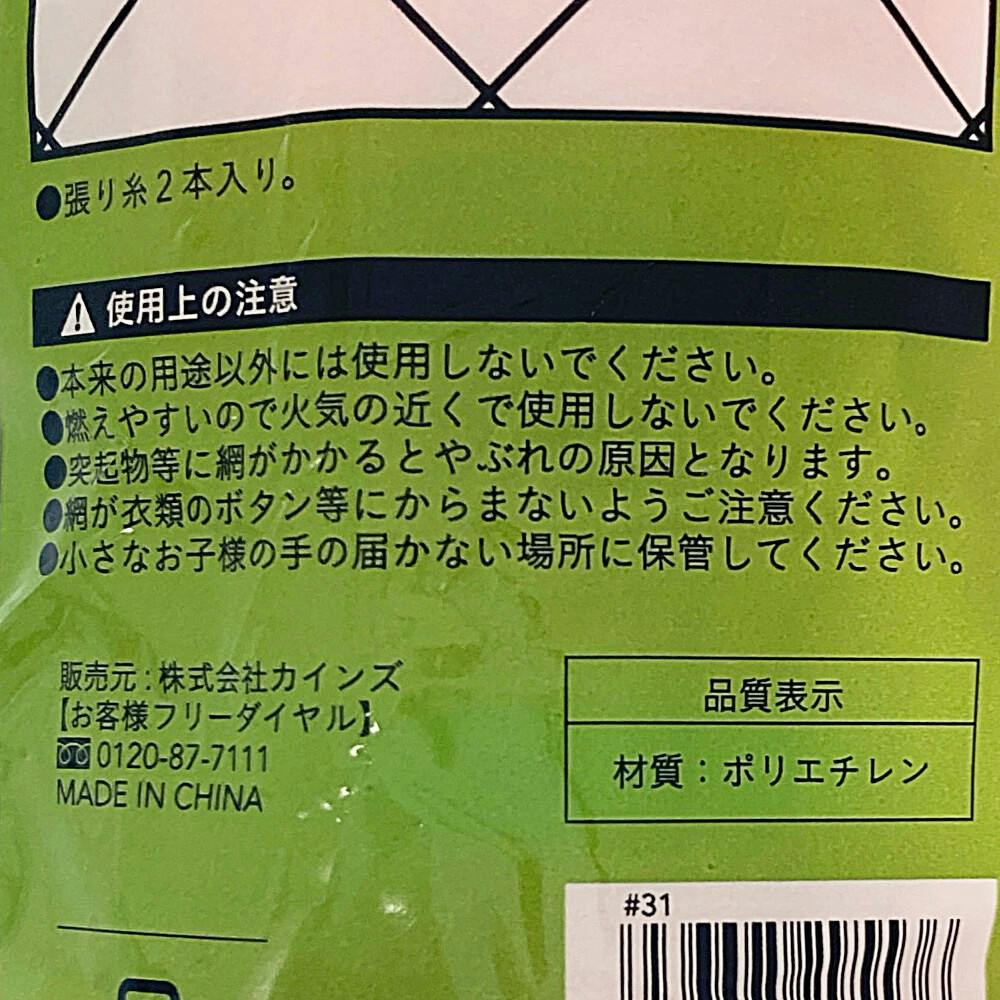 ●張り糸2本入り。
使用上の注意
●本来の用途以外には使用しないでください。
●燃えやすいので火気の近くで使用しないでください。
●突起物等に網がかかるとやぶれの原因となります。
●網が衣類のボタン等にからまないようご注意ください。
●小さなお子様の手の届かない場所に保管してください。
販売元:株式会社カインズ
【お客様フリーダイヤル】
0120-87-7111
MADE IN CHINA
品質表示
材質:ポリエチレン
#31